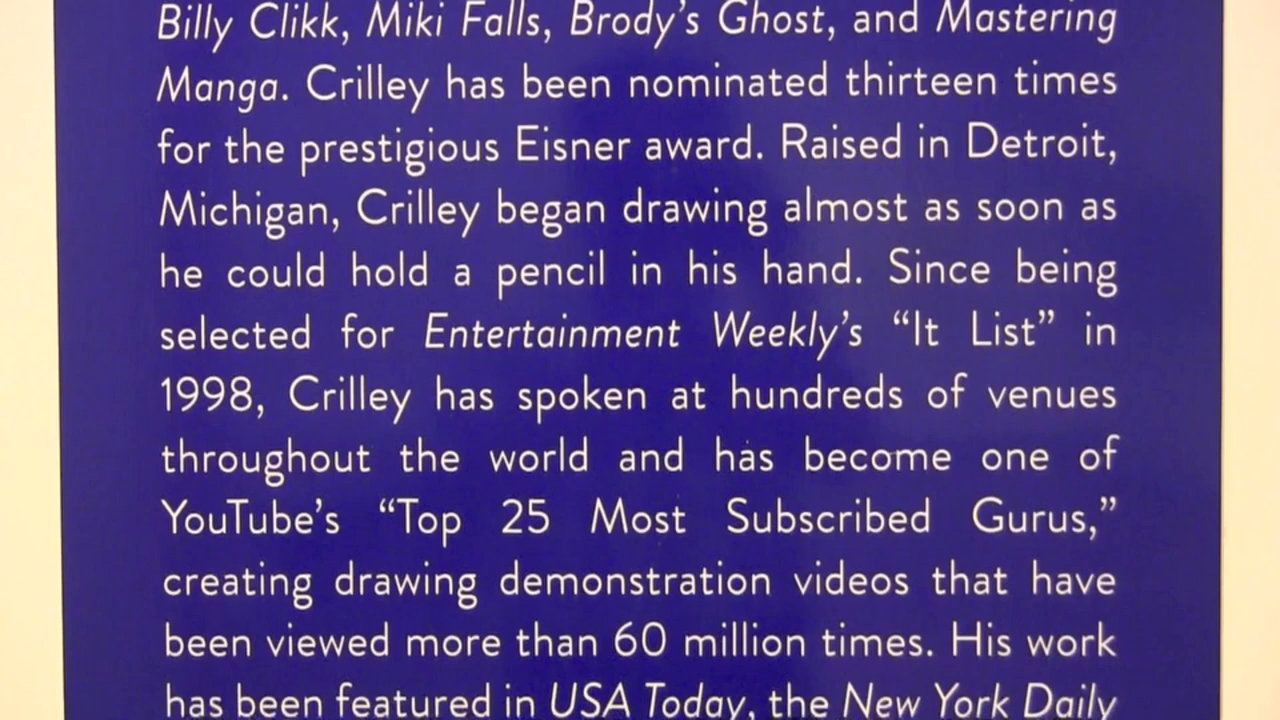 Billy Clikk, Miki Falls, Brody’s Ghost, and Mastering
Manga. Crilley has been nominated thirteen times
for the prestigious Eisner award. Raised in Detroit,
Michigan, Crilley began drawing almost as soon as
he could hold a pencil in his hand. Since being
selected for Entertainment Weekly’s “It List” in
1998, Crilley has spoken at hundreds of venues
throughout the world and has become one of
YouTube’s “Top 25 Most Subscribed Gurus,”
creating drawing demonstration videos that have
been viewed more than 60 million times. His work
has been featured in USA Today, the New York Daily